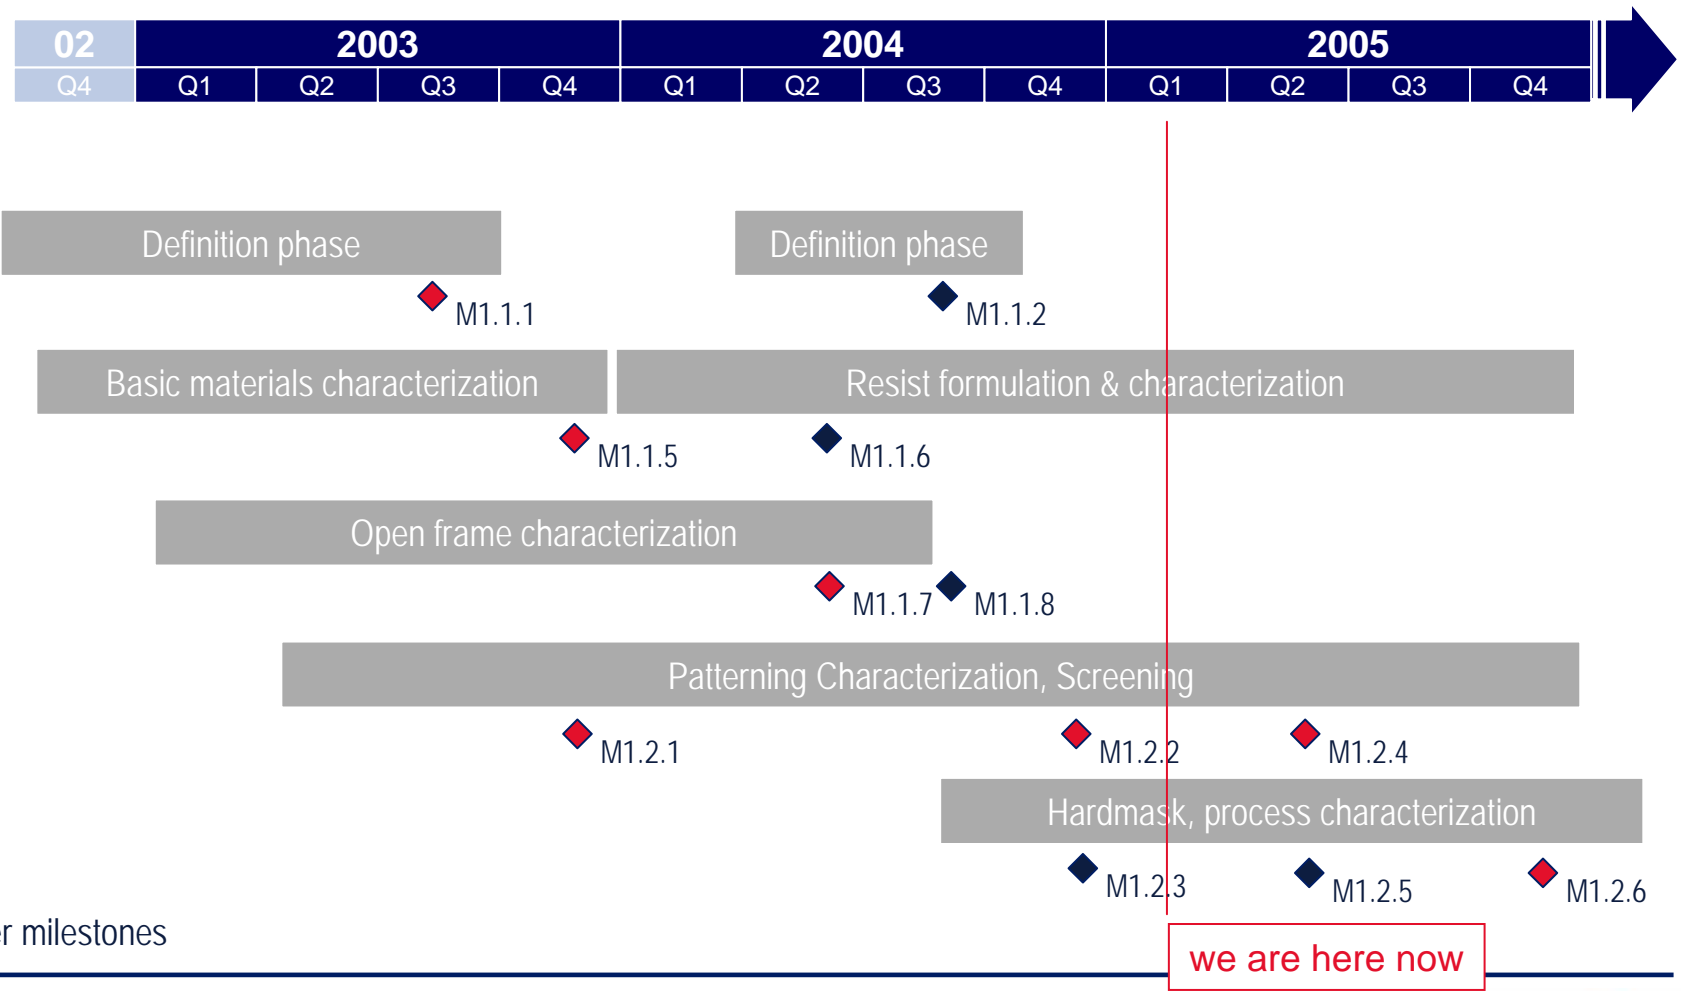 02 2003 2004 2005
Q4 Q1 Q2 Q3 Q4 Q1 Q2 Q3 Q4 Q1 Q2 Q3 Q4
Definition phase Definition phase
M1.1.1 M1.1.2
Basic materials characterization Resist formulation & characterization
M1.1.5 M1.1.6
Open frame characterization
M1.1.7 M1.1.8
Patterning Characterization, Screening
M1.2.1 M1.2.2 M1.2.4
Hardmask, process characterization
M1.2.3 M1.2.5 M1.2.6
milestones
we are here now